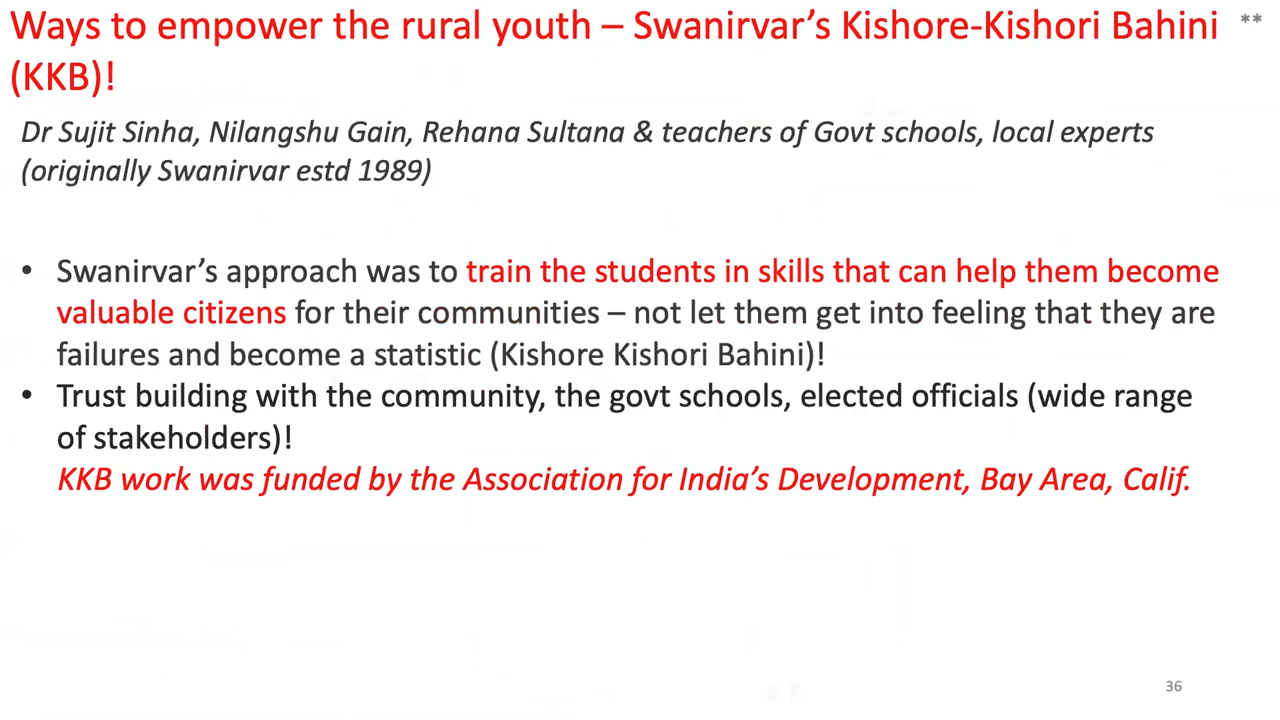 Ways to empower the rural youth – Swanirvar’s Kishore-Kishori Bahini **
(KKB)!
Dr Sujit Sinha, Nilangshu Gain, Rehana Sultana & teachers of Govt schools, local experts
(originally Swanirvar estd 1989)
• Swanirvar’s approach was to train the students in skills that can help them become
valuable citizens for their communities – not let them get into feeling that they are
failures and become a statistic (Kishore Kishori Bahini)!
• Trust building with the community, the govt schools, elected officials (wide range
of stakeholders)!
KKB work was funded by the Association for India’s Development, Bay Area, Calif.
36